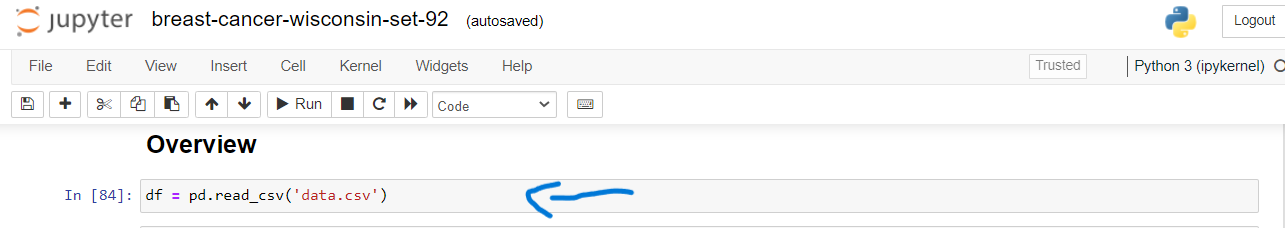 jupyter breast-cancer-wisconsin-set-92 (autosaved) Logout
File Edit View Insert Cell Kernel Widgets Help Trusted Python 3 (ipykernel)
Run Code
Overview
In [84]: df = pd.read_csv('data.csv')